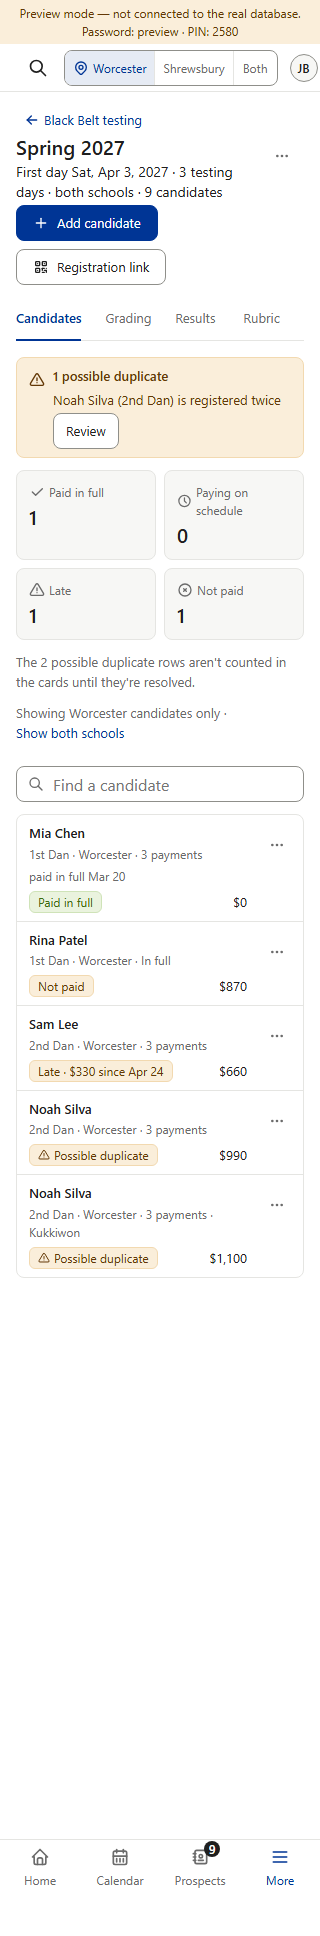 Preview mode — not connected to the real database.
Password: preview · PIN: 2580
Worcester Shrewsbury Both JB
Black Belt testing
Spring 2027
First day Sat, Apr 3, 2027 · 3 testing
days · both schools · 9 candidates
Add candidate
Registration link
Candidates Grading Results Rubric
1 possible duplicate
Noah Silva (2nd Dan) is registered twice
Review
Paid in full
1
Paying on
schedule
0
Late
1
Not paid
1
The 2 possible duplicate rows aren't counted in
the cards until they're resolved.
Showing Worcester candidates only ·
Show both schools
Find a candidate
Mia Chen
1st Dan · Worcester · 3 payments
paid in full Mar 20
Paid in full $0
Rina Patel
1st Dan · Worcester · In full
Not paid $870
Sam Lee
2nd Dan · Worcester · 3 payments
Late · $330 since Apr 24 $660
Noah Silva
2nd Dan · Worcester · 3 payments
Possible duplicate $990
Noah Silva
2nd Dan · Worcester · 3 payments ·
Kukkiwon
Possible duplicate $1,100
9
Home Calendar Prospects More